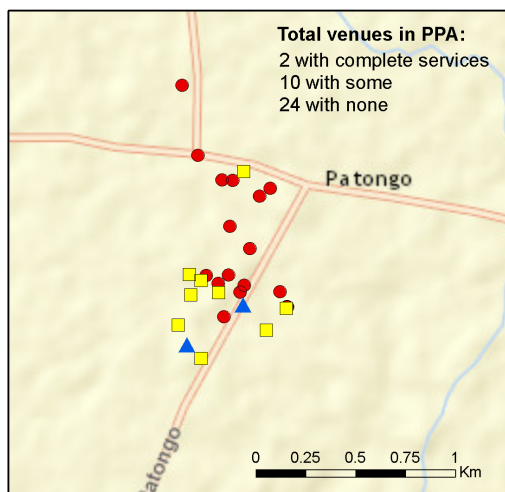 Total venues in PPA:
2 with complete services
10 with some
24 with none
Patongo
Patongo
0 0.25 0.5 0.75 1
Km